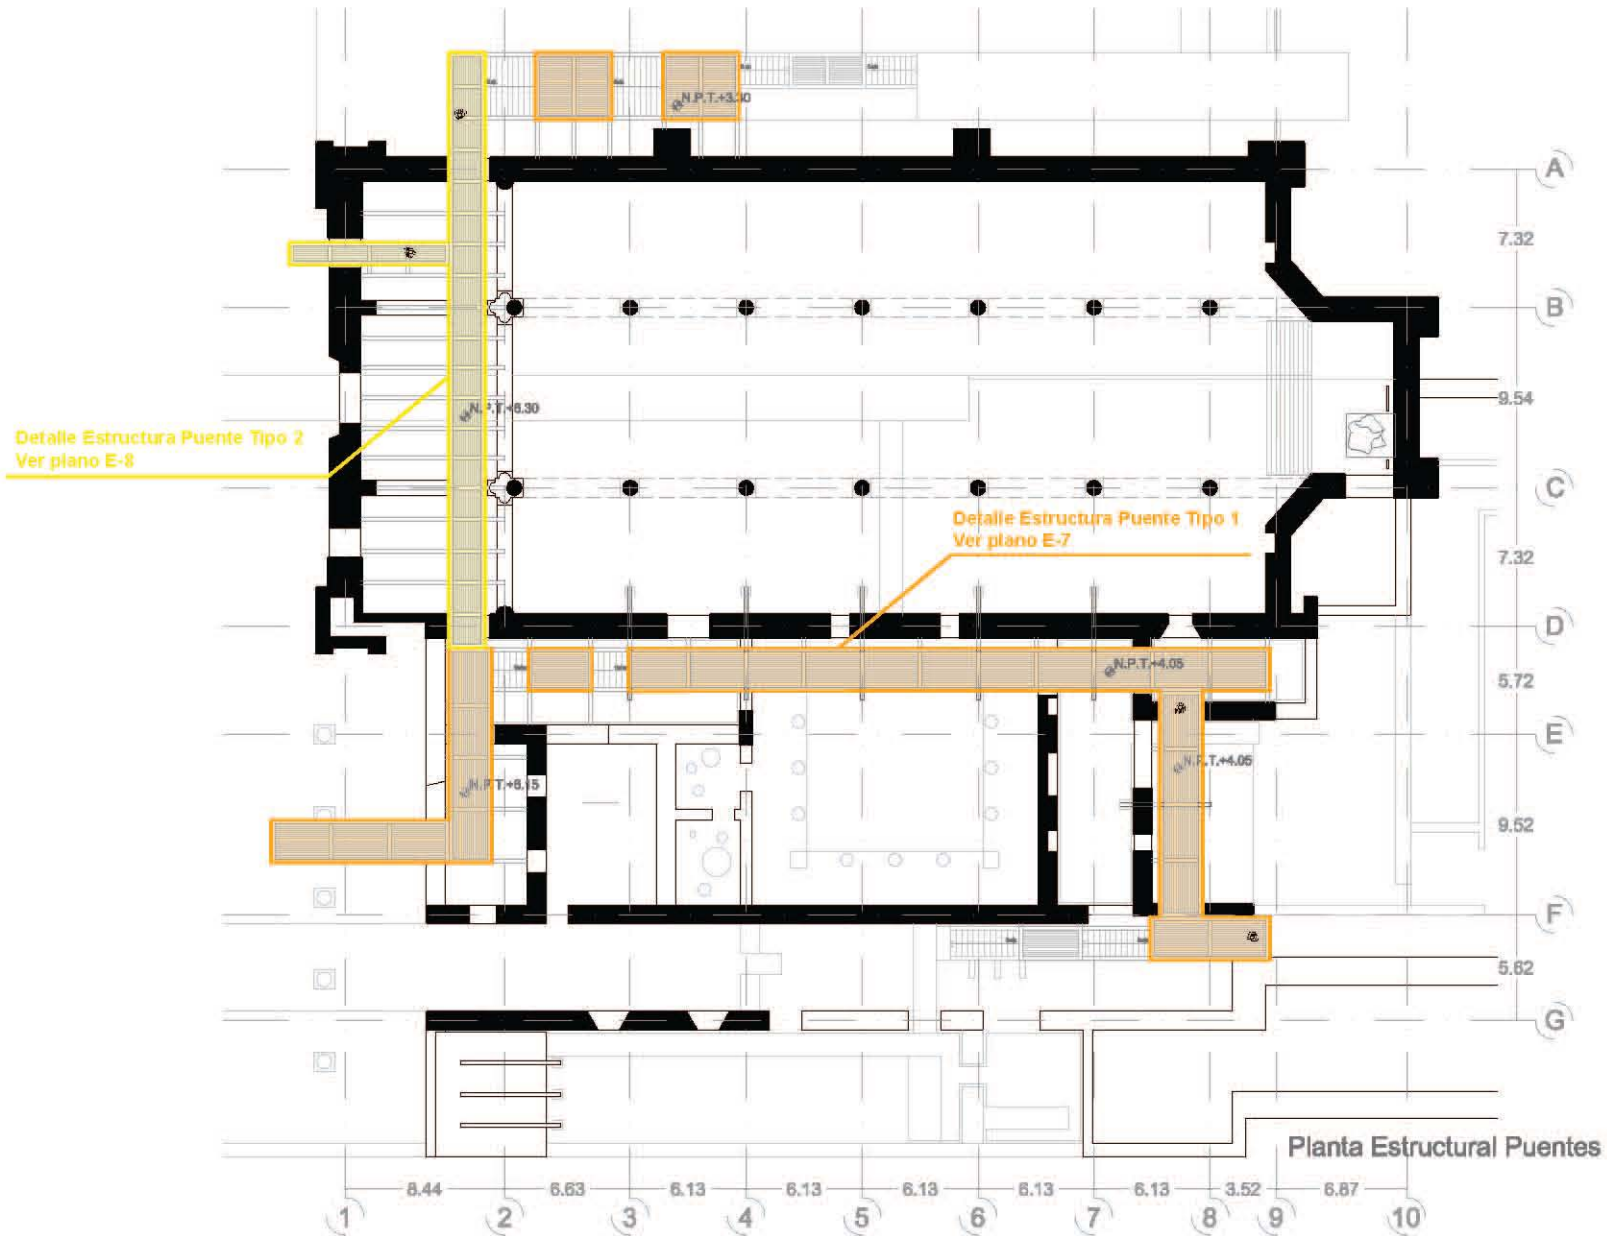 N.P.T.+3.30
A
7.32
B
9.54
N.P.T.+6.30
Detalle Estructura Puente Tipo 2
Ver plano E-8
C
Detalle Estructura Puente Tipo 1
Ver plano E-7
7.32
D
N.P.T.+4.05
5.72
E
N.P.T.+4.05
N.P.T.+6.15
9.52
F
5.62
G
Planta Estructural Puentes
8.44 6.63 6.13 6.13 6.13 6.13 6.13 3.52 6.87
1 2 3 4 5 6 7 8 9 10